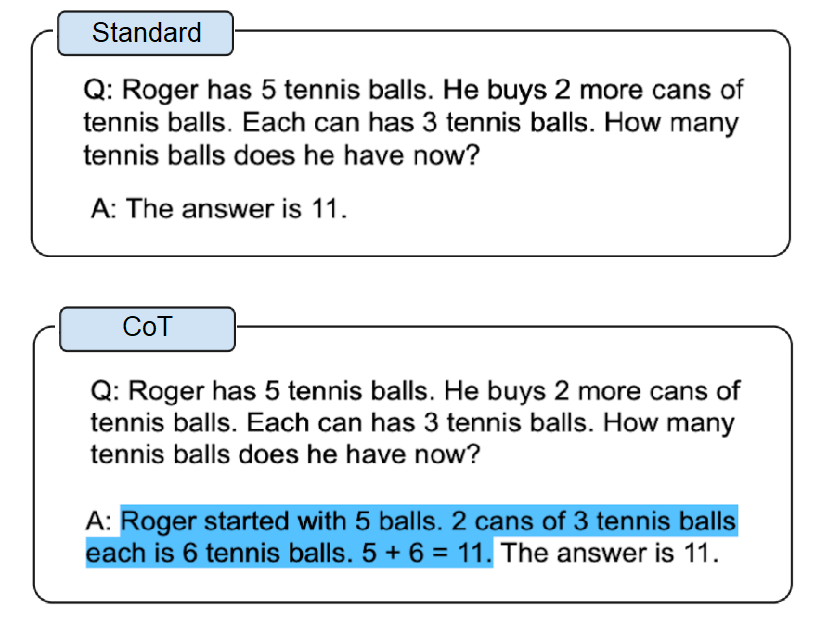 Standard
Q: Roger has 5 tennis balls. He buys 2 more cans of
tennis balls. Each can has 3 tennis balls. How many
tennis balls does he have now?
A: The answer is 11.
CoT
Q: Roger has 5 tennis balls. He buys 2 more cans of
tennis balls. Each can has 3 tennis balls. How many
tennis balls does he have now?
A: Roger started with 5 balls. 2 cans of 3 tennis balls
each is 6 tennis balls. 5 + 6 = 11. The answer is 11.